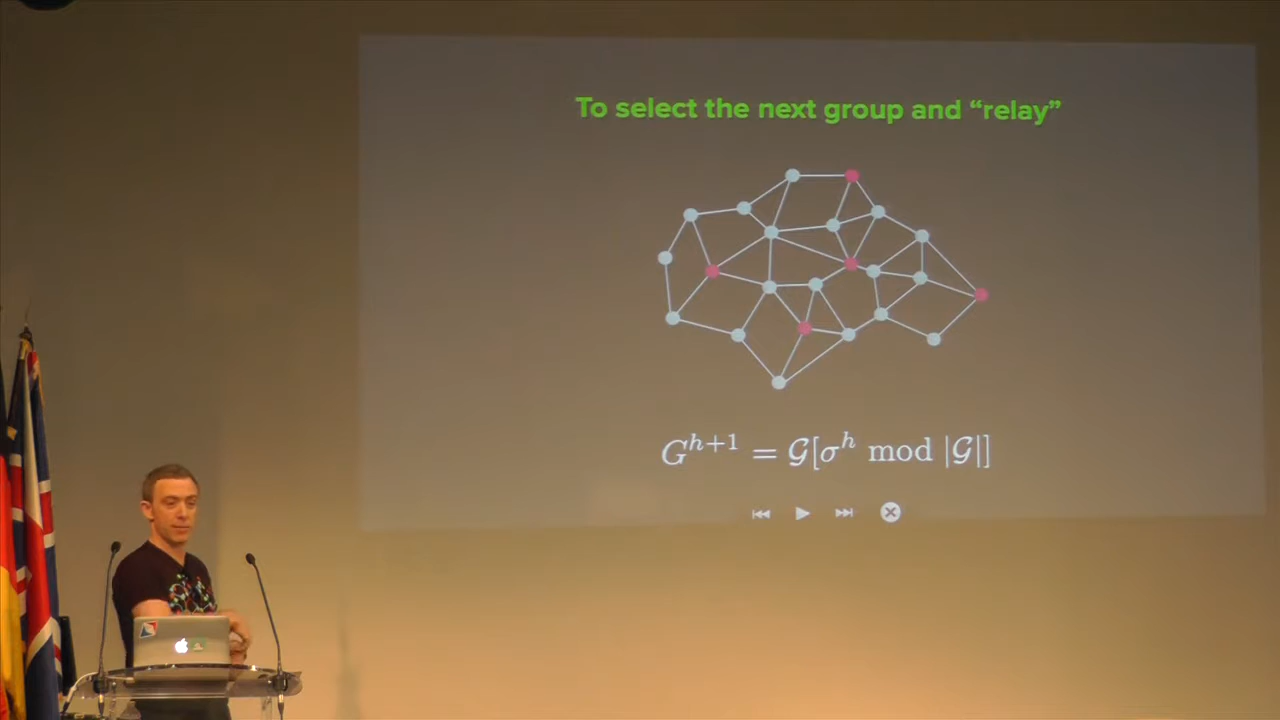 To select the next group and “relay”
G^{h+1} = 𝒢[σ^h mod |𝒢|]